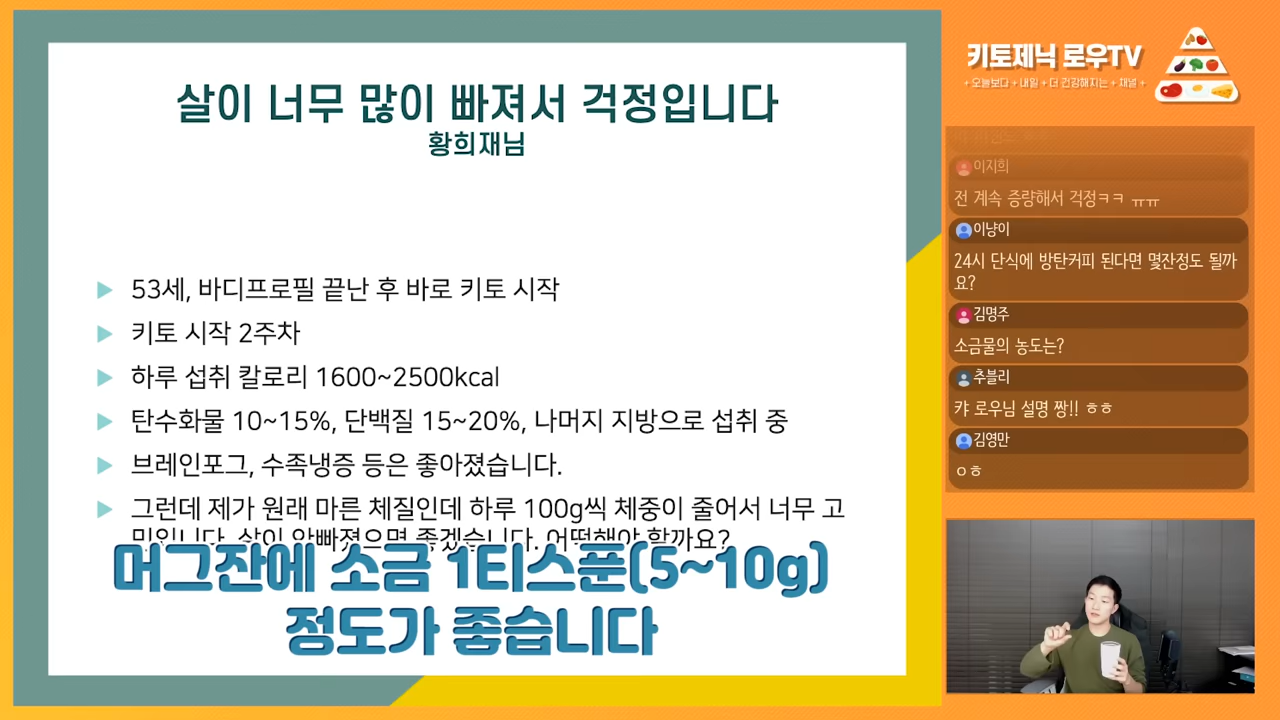 살이 너무 많이 빠져서 걱정입니다
황희재님
53세, 바디프로필 끝난 후 바로 키토 시작
키토 시작 2주차
하루 섭취 칼로리 1600~2500kcal
탄수화물 10~15%, 단백질 15~20%, 나머지 지방으로 섭취 중
브레인포그, 수족냉증 등은 좋아졌습니다.
그런데 제가 원래 마른 체질인데 하루 100g씩 체중이 줄어서 너무 고
민입니다. 살이 안빠졌으면 좋겠습니다. 어떻해야 할까요?
머그잔에 소금 1티스푼(5~10g)
정도가 좋습니다
키토제닉 로우TV
+ 오늘보다 + 내일 + 더 건강해지는 + 채널 +
이지희
전 계속 증량해서 걱정ㅋㅋ ㅠㅠ
이냥이
24시 단식에 방탄커피 된다면 몇잔정도 될까
요?
김명주
소금물의 농도는?
추블리
캬 로우님 설명 짱!! ㅎㅎ
김영만
ㅇㅎ